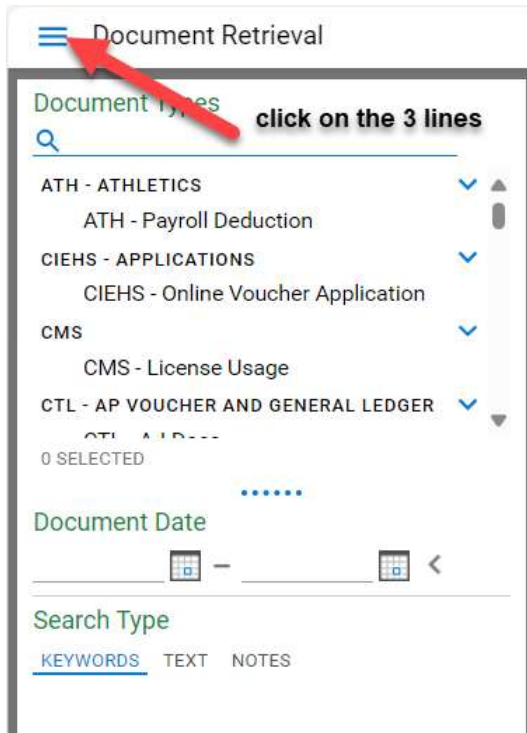 Document Retrieval
Document Types
click on the 3 lines
ATH - ATHLETICS
ATH - Payroll Deduction
CIEHS - APPLICATIONS
CIEHS - Online Voucher Application
CMS
CMS - License Usage
CTL - AP VOUCHER AND GENERAL LEDGER
0 SELECTED
Document Date
Search Type
KEYWORDS TEXT NOTES